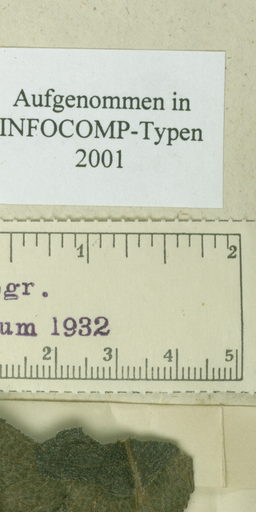 Aufgenommen in
INFOCOMP-Typen
2001
1 2
gr.
um 1932
2 3 4 5